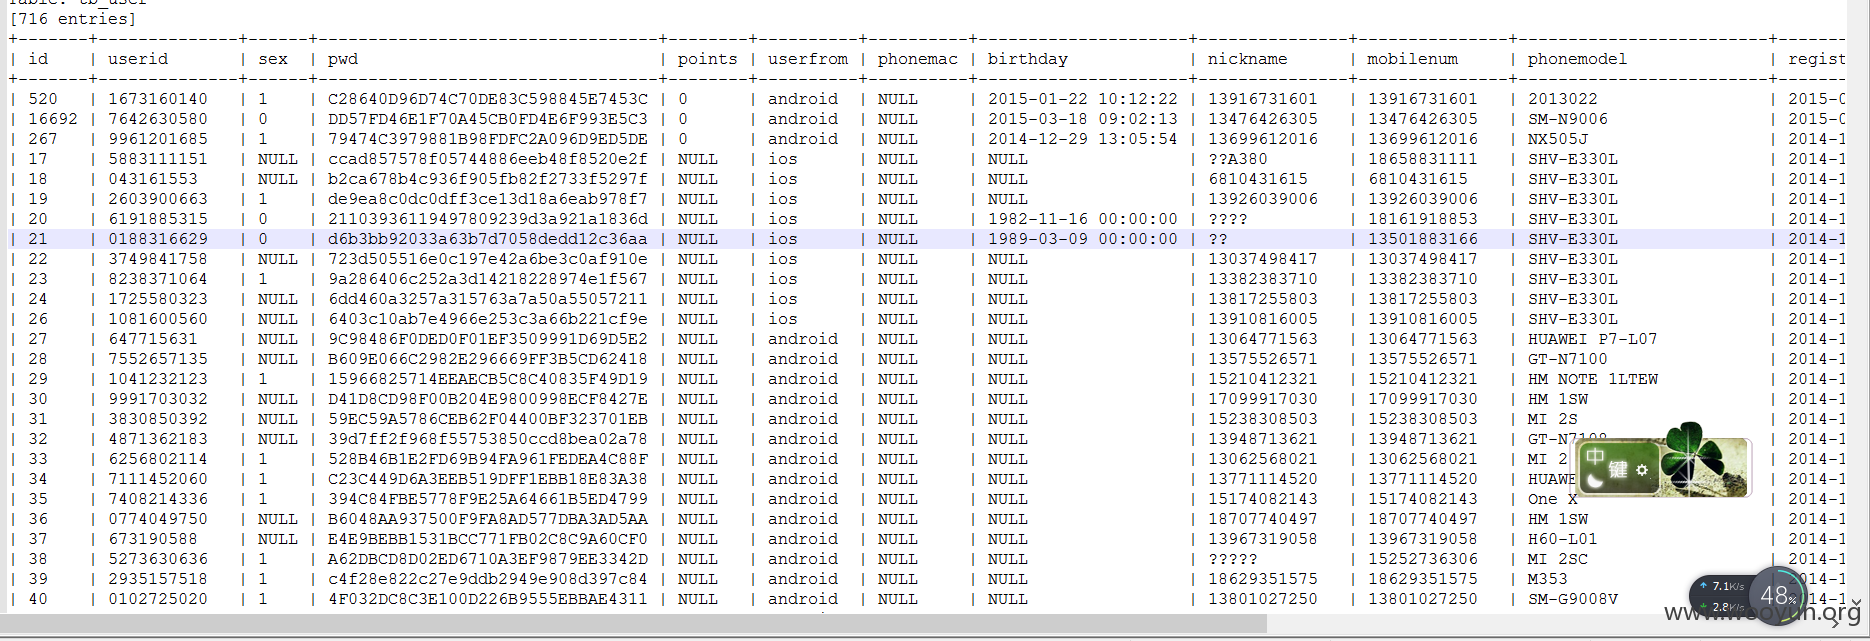 Table: tb_user
[716 entries]
| id | userid | sex | pwd | points | userfrom | phonemac | birthday | nickname | mobilenum | phonemodel | regist
| 520 | 1673160140 | 1 | C28640D96D74C70DE83C598845E7453C | 0 | android | NULL | 2015-01-22 10:12:22 | 13916731601 | 13916731601 | 2013022 | 2015-0
| 16692 | 7642630580 | 0 | DD57FD46E1F70A45CB0FD4E6F993E5C3 | 0 | android | NULL | 2015-03-18 09:02:13 | 13476426305 | 13476426305 | SM-N9006 | 2015-0
| 267 | 9961201685 | 1 | 79474C3979881B98FDFC2A096D9ED5DE | 0 | android | NULL | 2014-12-29 13:05:54 | 13699612016 | 13699612016 | NX505J | 2014-1
| 17 | 5883111151 | NULL | ccad857578f05744886eeb48f8520e2f | NULL | ios | NULL | NULL | ??A380 | 18658831111 | SHV-E330L | 2014-1
| 18 | 043161553 | NULL | b2ca678b4c936f905fb82f2733f5297f | NULL | ios | NULL | NULL | 6810431615 | 6810431615 | SHV-E330L | 2014-1
| 19 | 2603900663 | 1 | de9ea8c0dc0dff3ce13d18a6eab978f7 | NULL | ios | NULL | NULL | 13926039006 | 13926039006 | SHV-E330L | 2014-1
| 20 | 6191885315 | 0 | 21103936119497809239d3a921a1836d | NULL | ios | NULL | 1982-11-16 00:00:00 | ???? | 18161918853 | SHV-E330L | 2014-1
| 21 | 0188316629 | 0 | d6b3bb92033a63b7d7058dedd12c36aa | NULL | ios | NULL | 1989-03-09 00:00:00 | ?? | 13501883166 | SHV-E330L | 2014-1
| 22 | 3749841758 | NULL | 723d505516e0c197e42a6be3c0af910e | NULL | ios | NULL | NULL | 13037498417 | 13037498417 | SHV-E330L | 2014-1
| 23 | 8238371064 | 1 | 9a286406c252a3d14218228974e1f567 | NULL | ios | NULL | NULL | 13382383710 | 13382383710 | SHV-E330L | 2014-1
| 24 | 1725580323 | NULL | 6dd460a3257a315763a7a50a55057211 | NULL | ios | NULL | NULL | 13817255803 | 13817255803 | SHV-E330L | 2014-1
| 26 | 1081600560 | NULL | 6403c10ab7e4966e253c3a66b221cf9e | NULL | ios | NULL | NULL | 13910816005 | 13910816005 | SHV-E330L | 2014-1
| 27 | 647715631 | NULL | 9C98486F0DED0F01EF3509991D69D5E2 | NULL | android | NULL | NULL | 13064771563 | 13064771563 | HUAWEI P7-L07 | 2014-1
| 28 | 7552657135 | NULL | B609E066C2982E296669FF3B5CD62418 | NULL | android | NULL | NULL | 13575526571 | 13575526571 | GT-N7100 | 2014-1
| 29 | 1041232123 | 1 | 15966825714EEAECB5C8C40835F49D19 | NULL | android | NULL | NULL | 15210412321 | 15210412321 | HM NOTE 1LTEW | 2014-1
| 30 | 9991703032 | NULL | D41D8CD98F00B204E9800998ECF8427E | NULL | android | NULL | NULL | 17099917030 | 17099917030 | HM 1SW | 2014-1
| 31 | 3830850392 | NULL | 59EC59A5786CEB62F04400BF323701EB | NULL | android | NULL | NULL | 15238308503 | 15238308503 | MI 2S | 2014-1
| 32 | 4871362183 | NULL | 39d7ff2f968f55753850ccd8bea02a78 | NULL | android | NULL | NULL | 13948713621 | 13948713621 | GT-N7108 | 2014-1
| 33 | 6256802114 | 1 | 528B46B1E2FD69B94FA961FEDEA4C88F | NULL | android | NULL | NULL | 13062568013 | 13062568013 | MI 2 | 2014-1
| 34 | 7111452060 | 1 | C23C449D6A3EEB519DFF1EBB18E83A38 | NULL | android | NULL | NULL | 13771114520 | 13771114520 | HUAWE | 2014-1
| 35 | 7408214336 | 1 | 394C84FBE5778F9E25A64661B5ED4799 | NULL | android | NULL | NULL | 15174082143 | 15174082143 | One X | 2014-1
| 36 | 0774049750 | NULL | B6048AA937500F9FA8AD577DBA3AD5AA | NULL | android | NULL | NULL | 18707740497 | 18707740497 | HM 1SW | 2014-1
| 37 | 673190588 | NULL | E4E9BEBB1531BCC771FB02C8C9A60CF0 | NULL | android | NULL | NULL | 13967319058 | 13967319058 | H60-L01 | 2014-1
| 38 | 5273630636 | 1 | A62DBCD8D02ED6710A3EF9879EE3342D | NULL | android | NULL | NULL | ????? | 15252736306 | MI 2SC | 2014-1
| 39 | 2935157518 | 1 | c4f28e822c27e9ddb2949e908d397c84 | NULL | android | NULL | NULL | 18629351575 | 18629351575 | M353 | 2014-1
| 40 | 0102725020 | 1 | 4F032DC8C3E100D226B9555EBBAE4311 | NULL | android | NULL | NULL | 13801027250 | 13801027250 | SM-G9008V | 2014-1
中 键
7.1K/s
2.8K/s
48%
www.wooyun.org